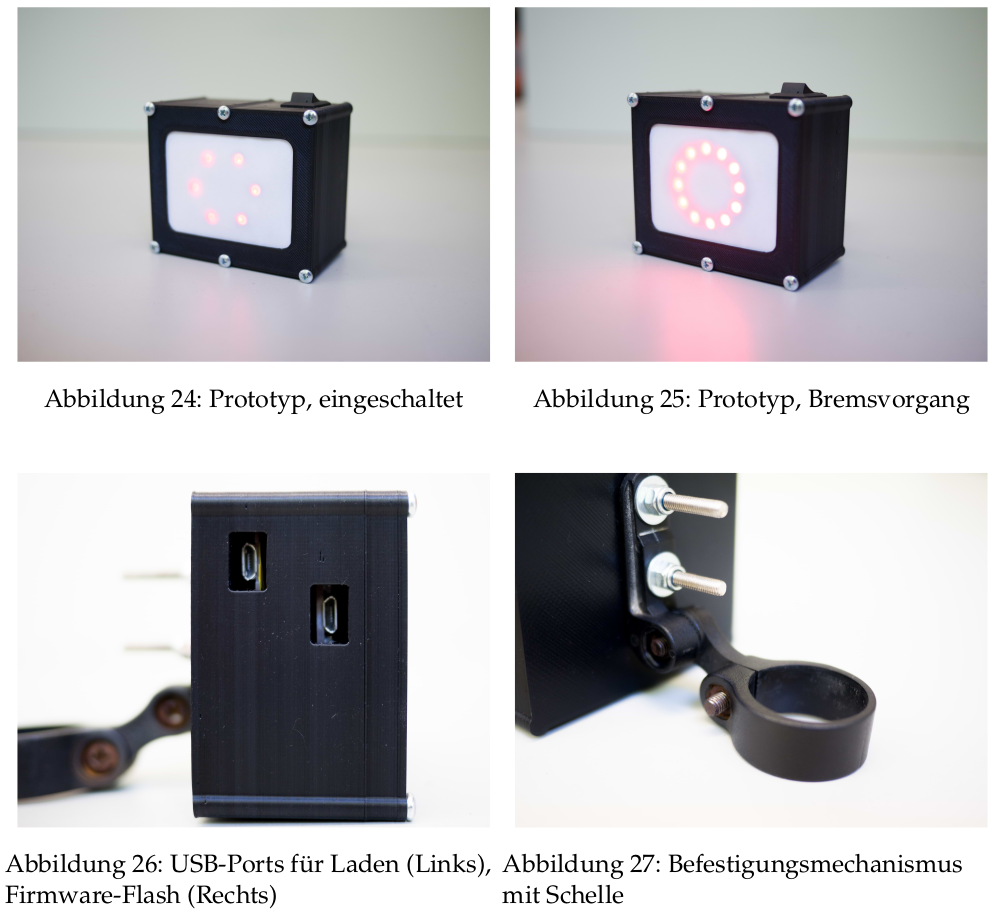 Abbildung 24: Prototyp, eingeschaltet
Abbildung 25: Prototyp, Bremsvorgang
Abbildung 26: USB-Ports für Laden (Links),
Firmware-Flash (Rechts)
Abbildung 27: Befestigungsmechanismus
mit Schelle